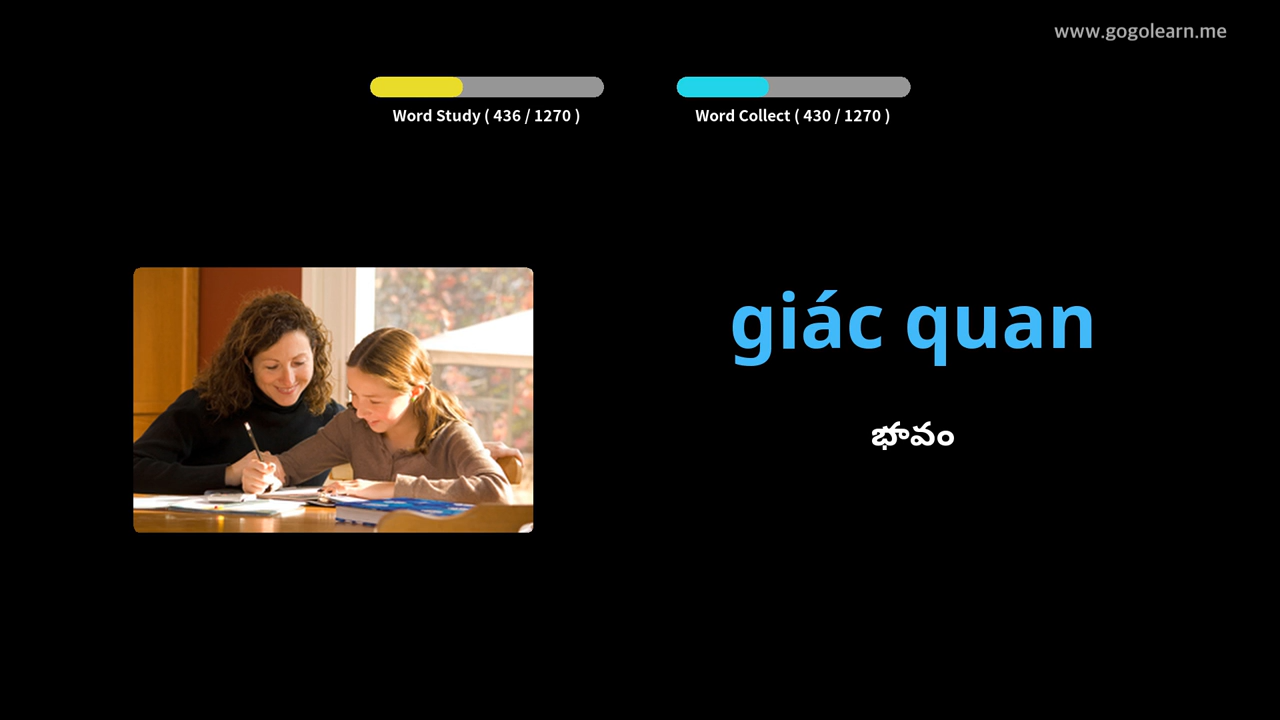 www.gogolearn.me
Word Study ( 436 / 1270 )
Word Collect ( 430 / 1270 )
giác quan
భావం